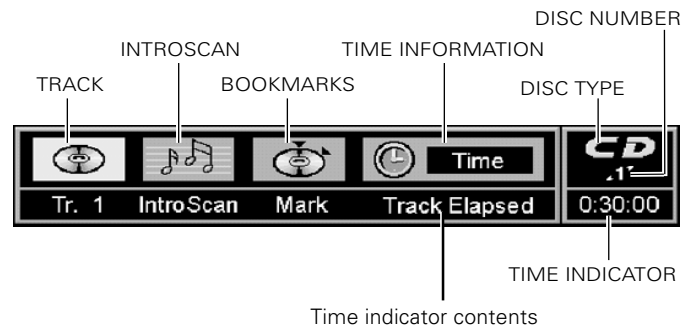 DISC NUMBER
INTROSCAN TIME INFORMATION
TRACK BOOKMARKS DISC TYPE
Time CD
1
Tr. 1 IntroScan Mark Track Elapsed 0:30:00
TIME INDICATOR
Time indicator contents